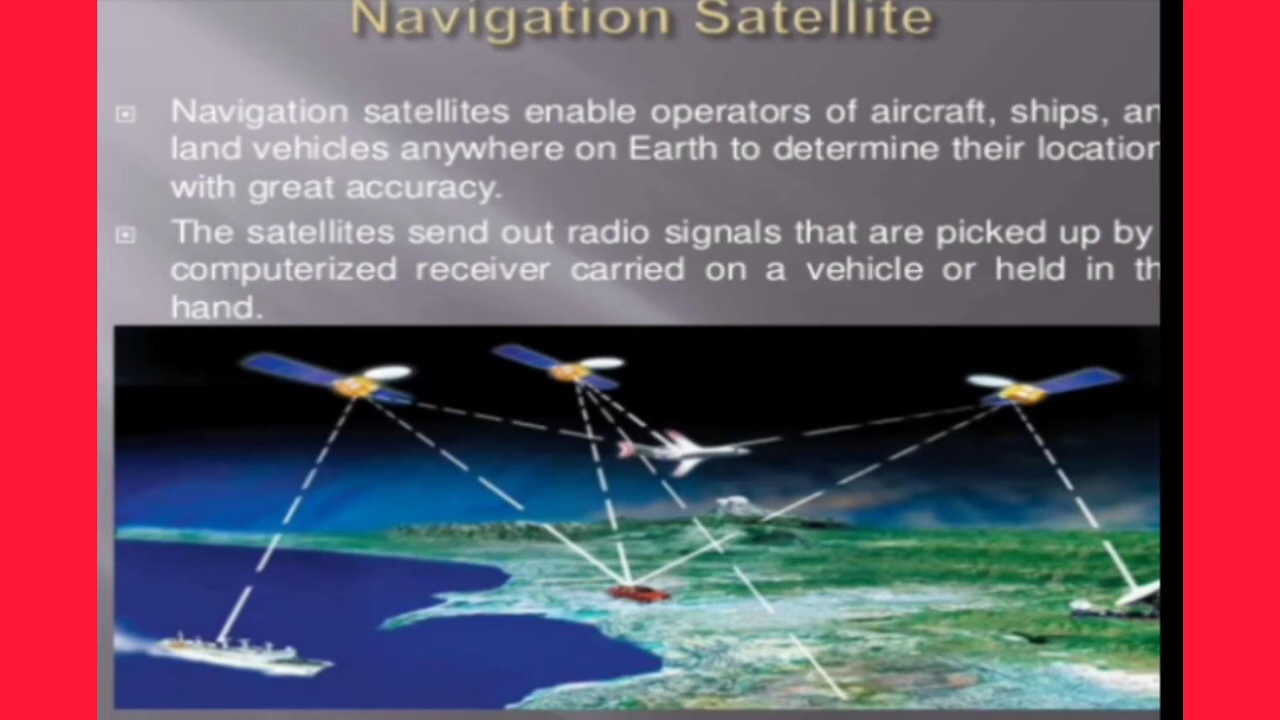 Navigation Satellite
Navigation satellites enable operators of aircraft, ships, an
land vehicles anywhere on Earth to determine their location
with great accuracy.
The satellites send out radio signals that are picked up by
computerized receiver carried on a vehicle or held in th
hand.